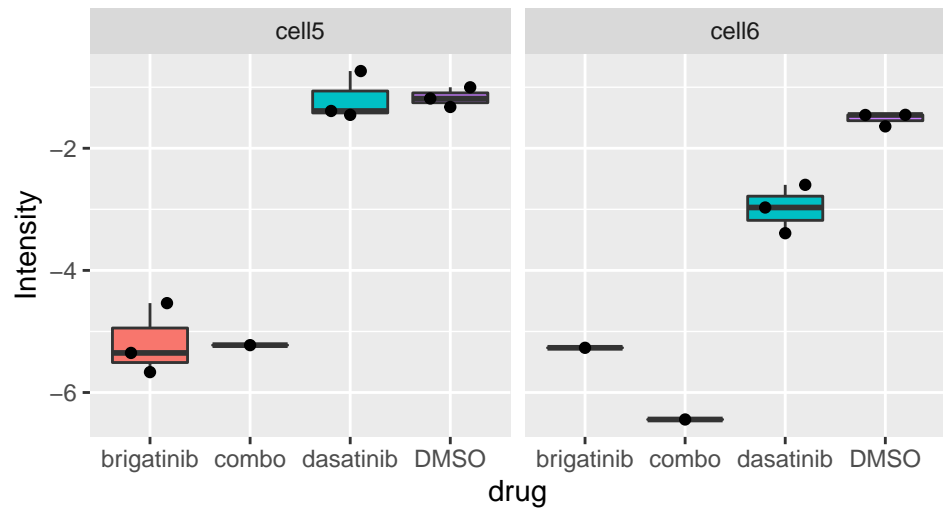 cell5 cell6
Intensity
−2
−4
−6
brigatinib combo dasatinib DMSO brigatinib combo dasatinib DMSO
drug